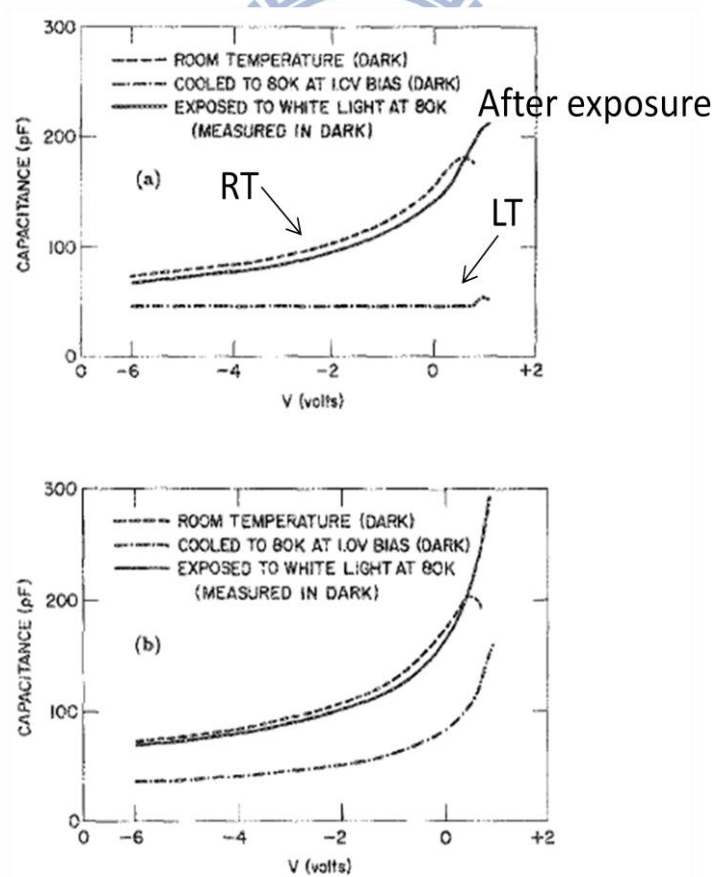 300
ROOM TEMPERATURE (DARK)
COOLED TO 80K AT 1.0V BIAS (DARK)
EXPOSED TO WHITE LIGHT AT 80K
(MEASURED IN DARK)
After exposure
200
(a)
RT
LT
100
0
CAPACITANCE (pF)
0 -6 -4 -2 0 +2
V (volts)
300
ROOM TEMPERATURE (DARK)
COOLED TO 80K AT 1.0V BIAS (DARK)
EXPOSED TO WHITE LIGHT AT 80K
(MEASURED IN DARK)
200
(b)
100
0
CAPACITANCE (pF)
0 -6 -4 -2 0 +2
V (volts)